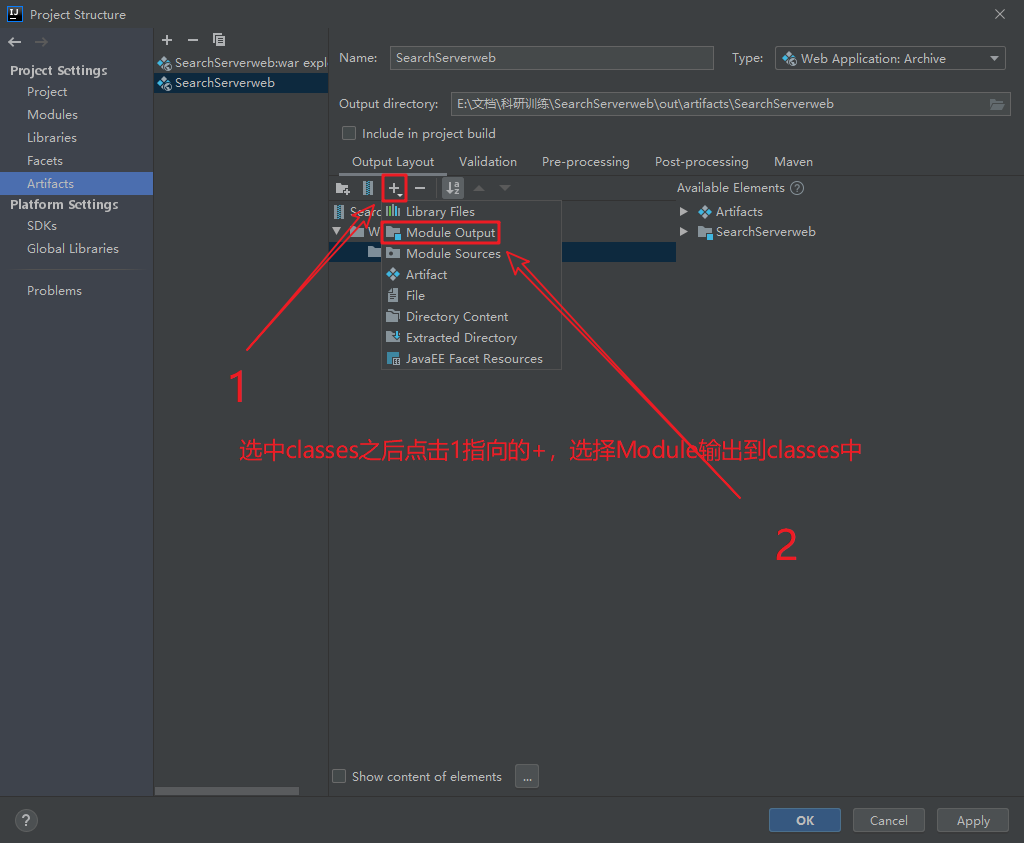 IJ Project Structure
Project Settings
Project
Modules
Libraries
Facets
Artifacts
Platform Settings
SDKs
Global Libraries
Problems
SearchServerweb:war expl
SearchServerweb
Name: SearchServerweb Type: Web Application: Archive
Output directory: E:\文档\科研训练\SearchServerweb\out\artifacts\SearchServerweb
Include in project build
Output Layout Validation Pre-processing Post-processing Maven
Available Elements ?
Searc
W
Library Files
Module Output
Module Sources
Artifact
File
Directory Content
Extracted Directory
JavaEE Facet Resources
Artifacts
SearchServerweb
1
选中classes之后点击1指向的+，选择Module输出到classes中
2
Show content of elements ...
? OK Cancel Apply